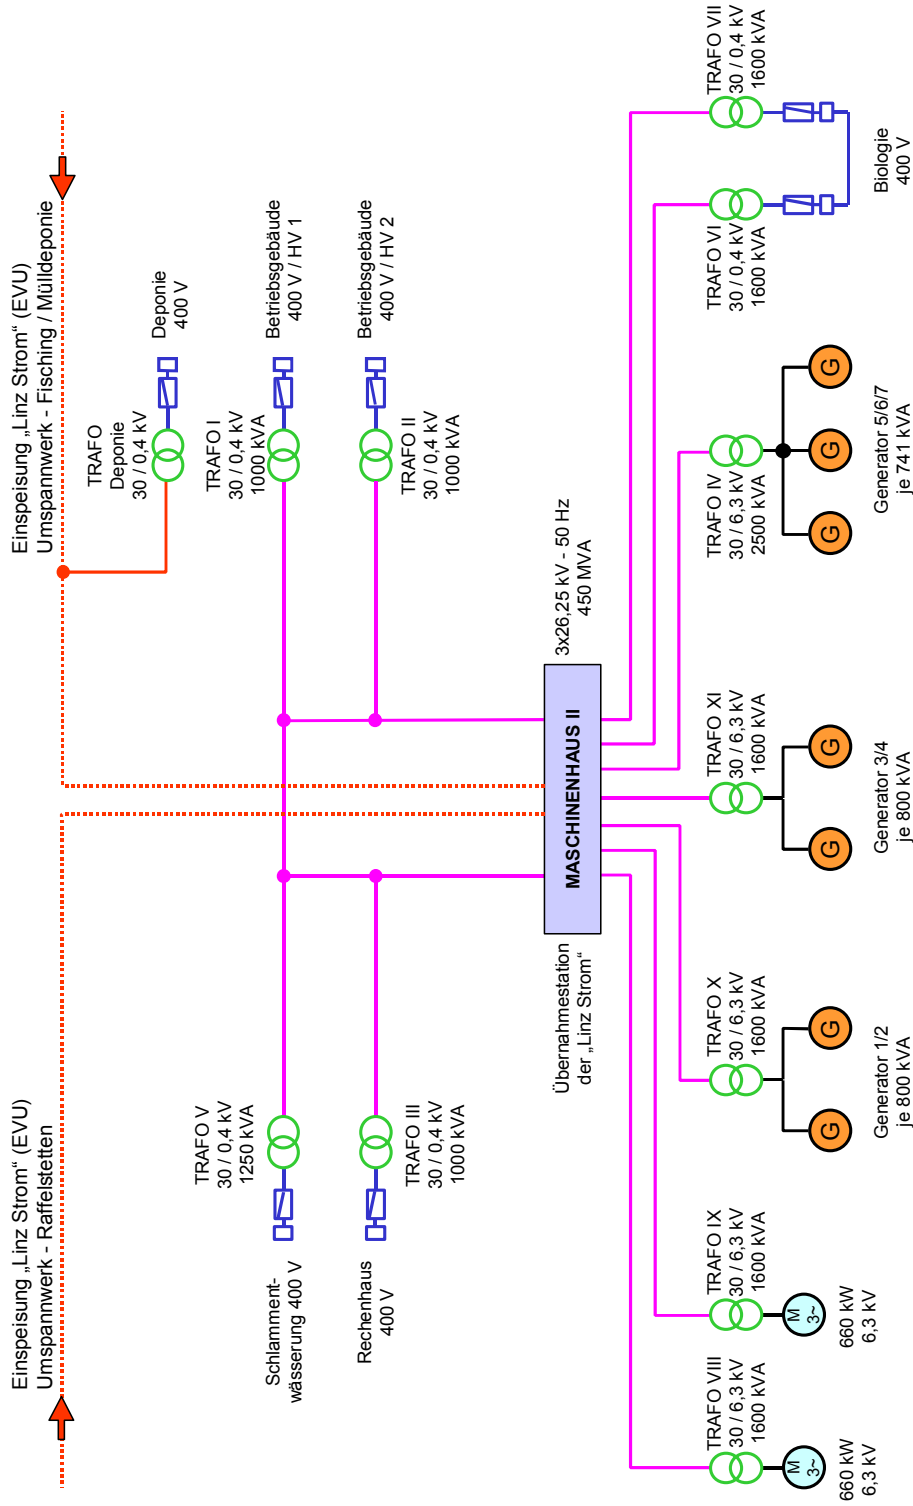 Einspeisung „Linz Strom“ (EVU)
Umspannwerk - Raffelstetten
Einspeisung „Linz Strom“ (EVU)
Umspannwerk - Fisching / Mülldeponie
TRAFO
Deponie
30 / 0,4 kV
Deponie
400 V
TRAFO V
30 / 0,4 kV
1250 kVA
Schlamment-
wässerung 400 V
TRAFO I
30 / 0,4 kV
1000 kVA
Betriebsgebäude
400 V / HV 1
Rechenhaus
400 V
TRAFO III
30 / 0,4 kV
1000 kVA
TRAFO II
30 / 0,4 kV
1000 kVA
Betriebsgebäude
400 V / HV 2
Übernahmestation
der „Linz Strom“
MASCHINENHAUS II
3x26,25 kV - 50 Hz
450 MVA
TRAFO VIII
30 / 6,3 kV
1600 kVA
TRAFO IX
30 / 6,3 kV
1600 kVA
TRAFO X
30 / 6,3 kV
1600 kVA
TRAFO XI
30 / 6,3 kV
1600 kVA
TRAFO IV
30 / 6,3 kV
2500 kVA
TRAFO VI
30 / 0,4 kV
1600 kVA
TRAFO VII
30 / 0,4 kV
1600 kVA
M
3~
M
3~
G
G
G
G
G
G
G
660 kW
6,3 kV
660 kW
6,3 kV
Generator 1/2
je 800 kVA
Generator 3/4
je 800 kVA
Generator 5/6/7
je 741 kVA
Biologie
400 V